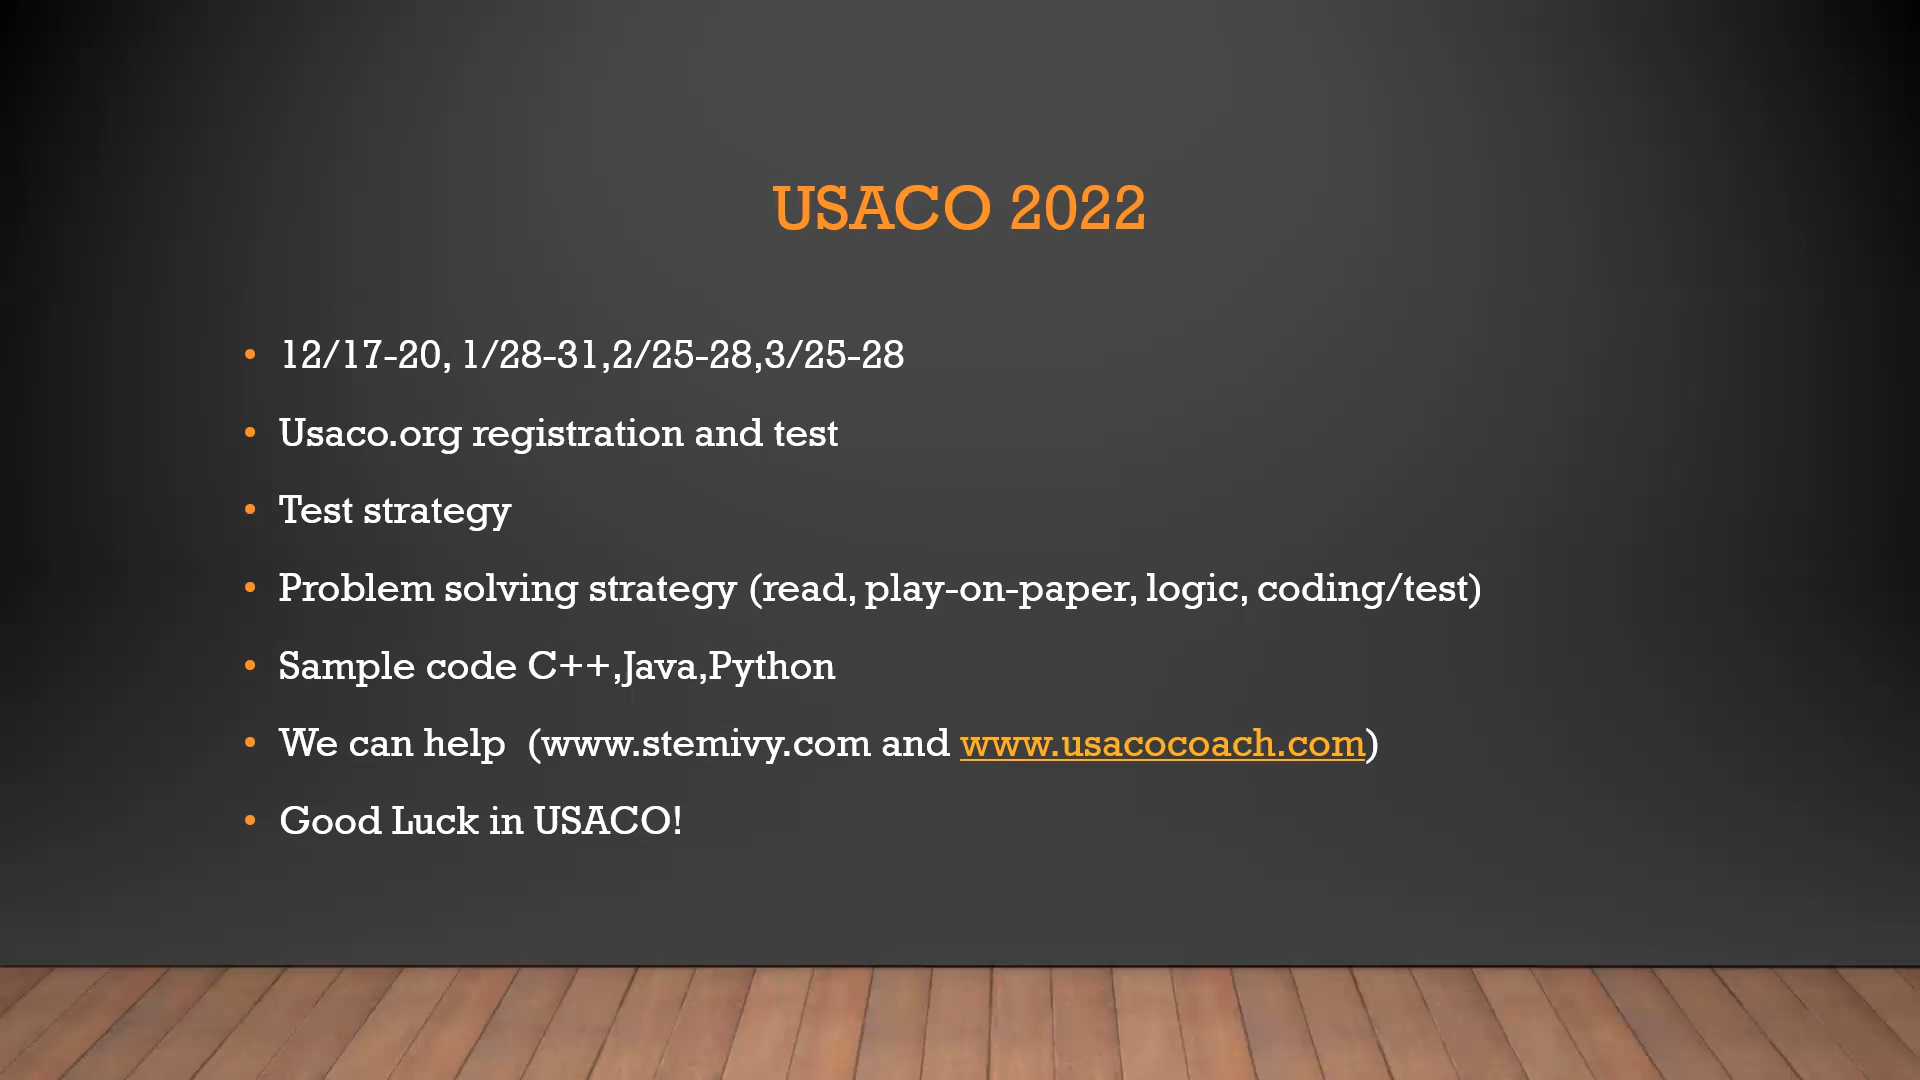 USACO 2022
• 12/17-20, 1/28-31,2/25-28,3/25-28
• Usaco.org registration and test
• Test strategy
• Problem solving strategy (read, play-on-paper, logic, coding/test)
• Sample code C++,Java,Python
• We can help  (www.stemivy.com and www.usacocoach.com)
• Good Luck in USACO!